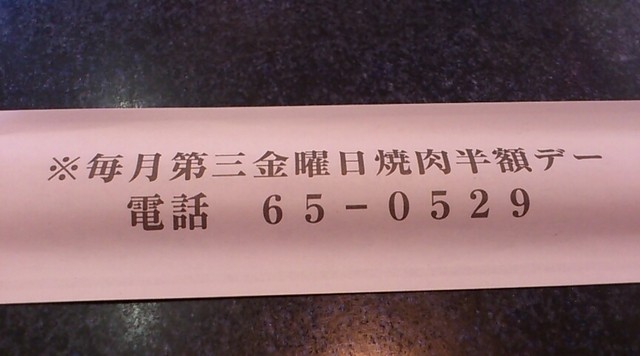 ※毎月第三金曜日焼肉半額デー
電話　６５－０５２９